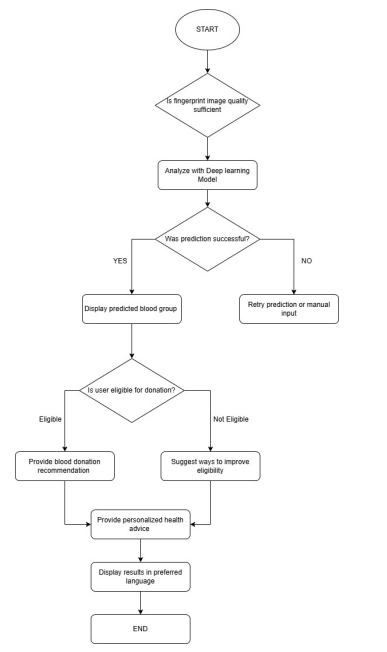 START
Is fingerprint image quality
sufficient
Analyze with Deep learning
Model
Was prediction successful?
YES
NO
Display predicted blood group
Retry prediction or manual
input
Is user eligible for donation?
Eligible
Not Eligible
Provide blood donation
recommendation
Suggest ways to improve
eligibility
Provide personalized health
advice
Display results in preferred
language
END